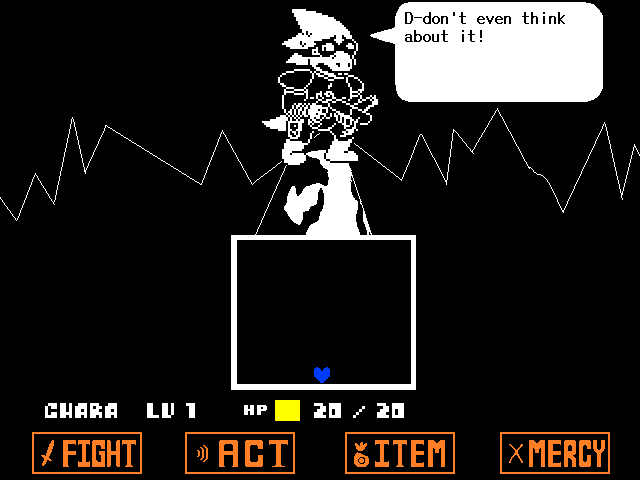 D-don't even think
about it!
CHARA LV 1 HP 20 / 20
FIGHT ACT ITEM MERCY